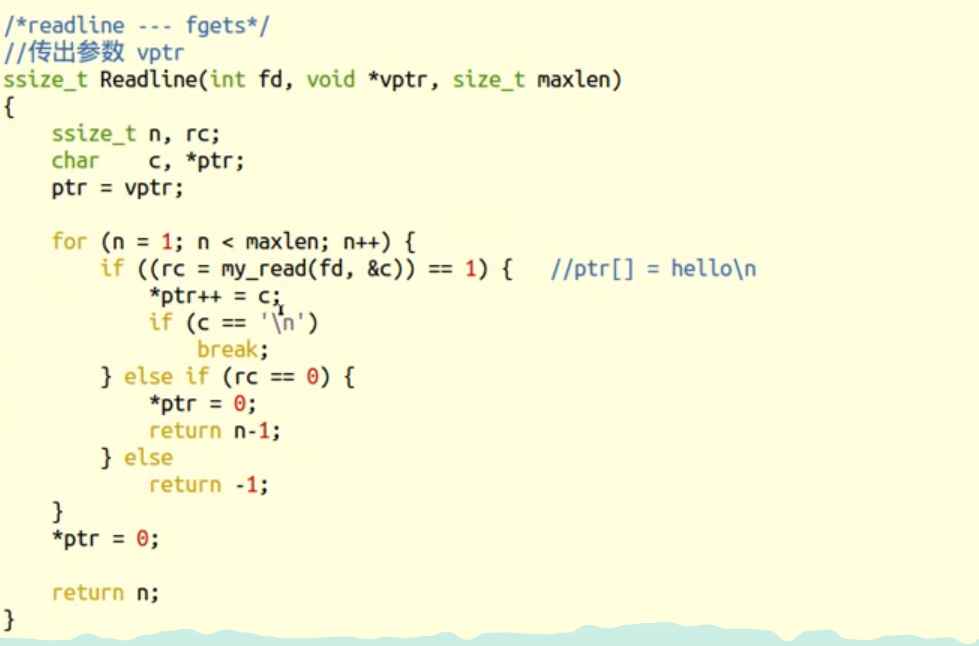 /*readline --- fgets*/
//传出参数 vptr
ssize_t Readline(int fd, void *vptr, size_t maxlen)
{
    ssize_t n, rc;
    char    c, *ptr;
    ptr = vptr;

    for (n = 1; n < maxlen; n++) {
        if ((rc = my_read(fd, &c)) == 1) {   //ptr[] = hello\n
            *ptr++ = c;
            if (c == '\n')
                break;
        } else if (rc == 0) {
            *ptr = 0;
            return n-1;
        } else
            return -1;
    }
    *ptr = 0;

    return n;
}